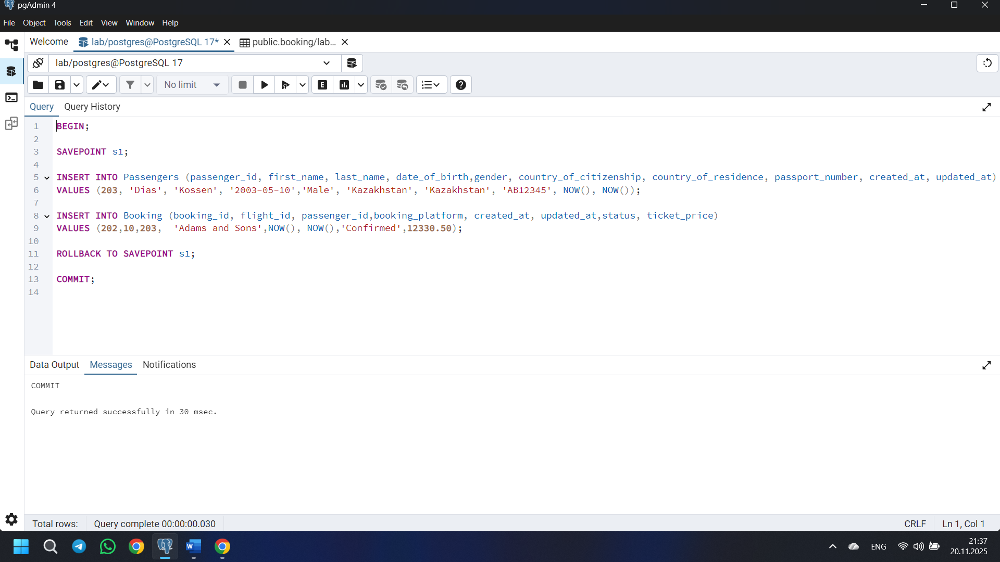 pgAdmin 4
File Object Tools Edit View Window Help
Welcome lab/postgres@PostgreSQL 17* public.booking/lab...
lab/postgres@PostgreSQL 17
No limit
Query Query History
1 BEGIN;
2
3 SAVEPOINT s1;
4
5 INSERT INTO Passengers (passenger_id, first_name, last_name, date_of_birth,gender, country_of_citizenship, country_of_residence, passport_number, created_at, updated_at)
6 VALUES (203, 'Dias', 'Kossen', '2003-05-10','Male', 'Kazakhstan', 'Kazakhstan', 'AB12345', NOW(), NOW());
7
8 INSERT INTO Booking (booking_id, flight_id, passenger_id,booking_platform, created_at, updated_at,status, ticket_price)
9 VALUES (202,10,203,  'Adams and Sons',NOW(), NOW(),'Confirmed',12330.50);
10
11 ROLLBACK TO SAVEPOINT s1;
12
13 COMMIT;
14
Data Output Messages Notifications
COMMIT
Query returned successfully in 30 msec.
Total rows: Query complete 00:00:00.030 CRLF Ln 1, Col 1
ENG 21:37
20.11.2025